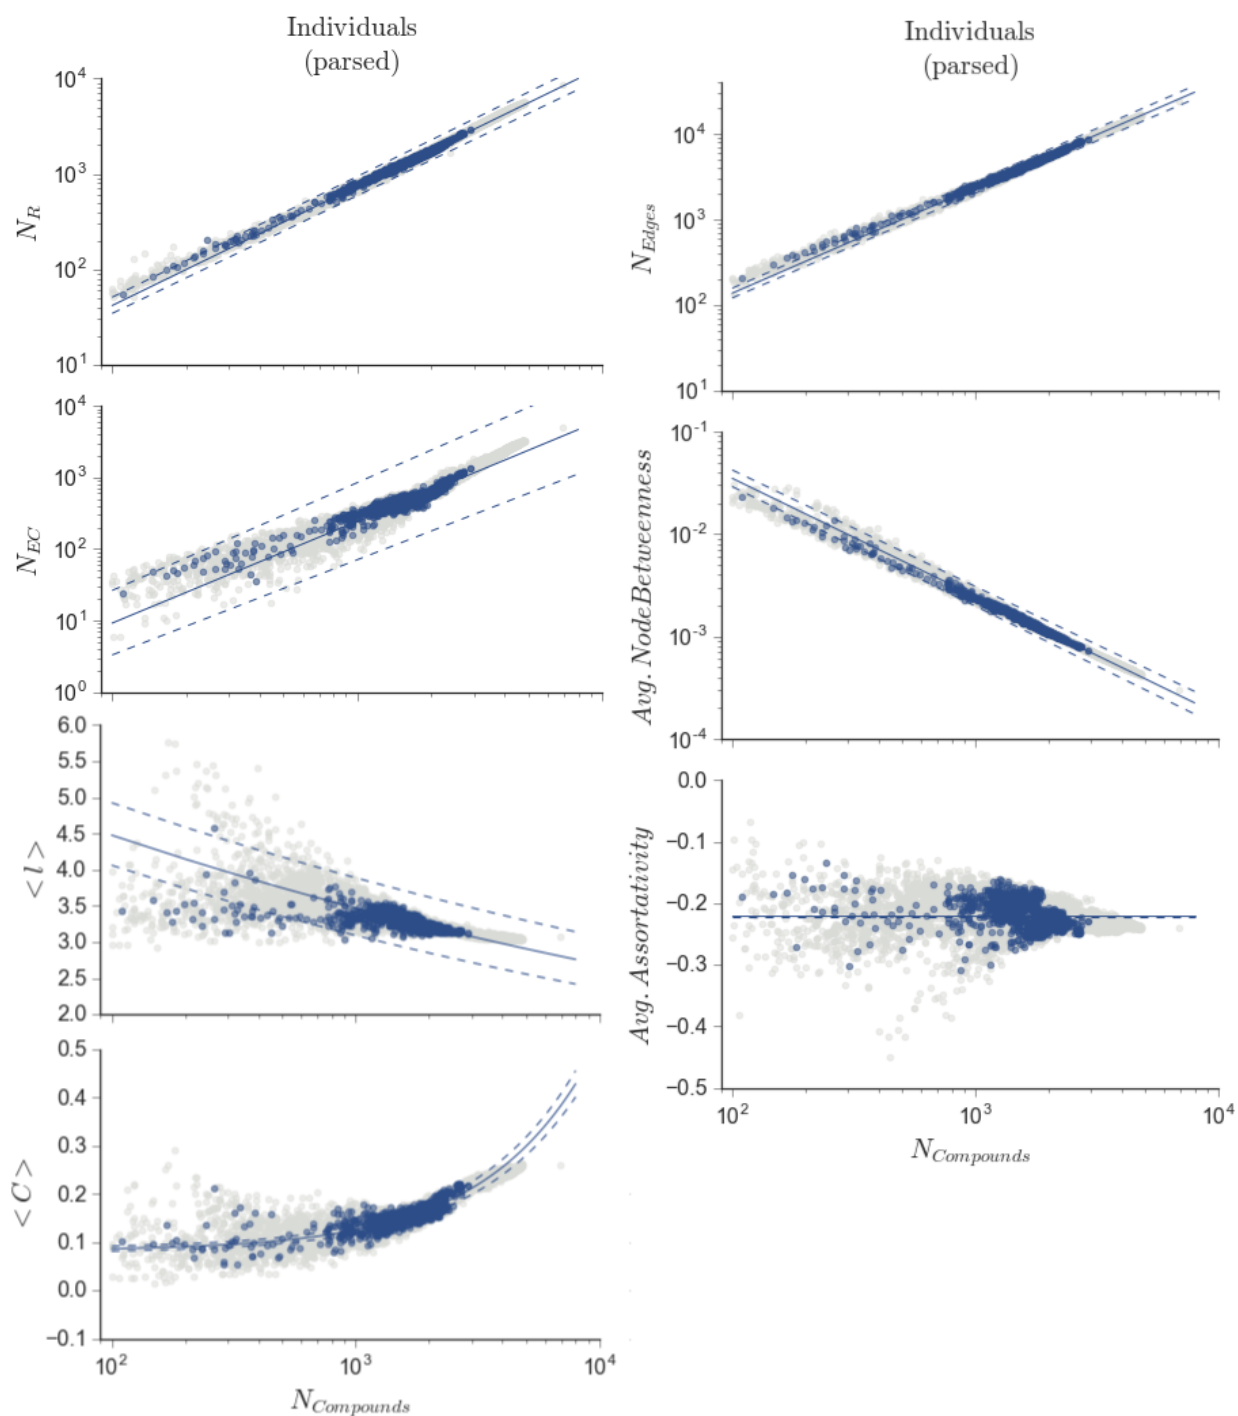 Individuals
(parsed)
10^4
10^3
10^2
10^1
N_R
10^4
10^3
10^2
10^1
10^0
N_EC
6.0
5.5
5.0
4.5
4.0
3.5
3.0
2.5
2.0
< l >
0.5
0.4
0.3
0.2
0.1
0.0
−0.1
< C >
10^2 10^3 10^4
N_Compounds
Individuals
(parsed)
10^4
10^3
10^2
10^1
N_Edges
10^-1
10^-2
10^-3
10^-4
Avg. NodeBetweenness
0.0
−0.1
−0.2
−0.3
−0.4
−0.5
Avg. Assortativity
10^2 10^3 10^4
N_Compounds